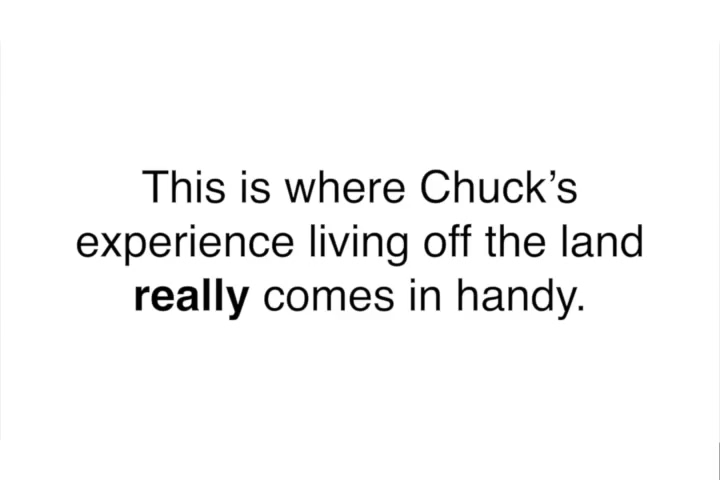 This is where Chuck’s
experience living off the land
really comes in handy.